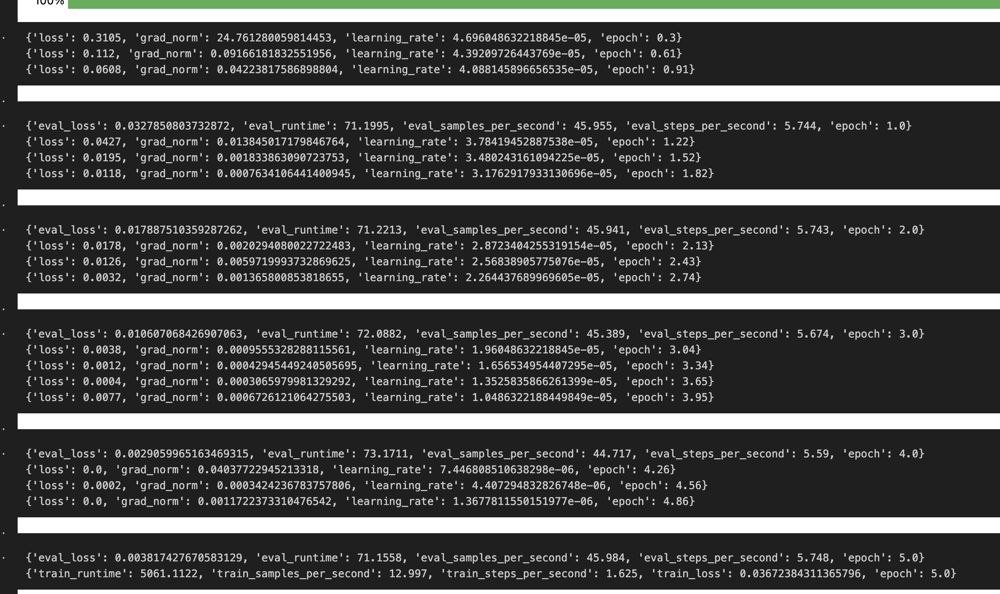 100%
{'loss': 0.3105, 'grad_norm': 24.761280059814453, 'learning_rate': 4.696048632218845e-05, 'epoch': 0.3}
{'loss': 0.112, 'grad_norm': 0.09166181832551956, 'learning_rate': 4.39209726443769e-05, 'epoch': 0.61}
{'loss': 0.0608, 'grad_norm': 0.04223817586898804, 'learning_rate': 4.088145896656535e-05, 'epoch': 0.91}
{'eval_loss': 0.0327850803732872, 'eval_runtime': 71.1995, 'eval_samples_per_second': 45.955, 'eval_steps_per_second': 5.744, 'epoch': 1.0}
{'loss': 0.0427, 'grad_norm': 0.013845017179846764, 'learning_rate': 3.78419452887538e-05, 'epoch': 1.22}
{'loss': 0.0195, 'grad_norm': 0.001833863090723753, 'learning_rate': 3.480243161094225e-05, 'epoch': 1.52}
{'loss': 0.0118, 'grad_norm': 0.0007634106441400945, 'learning_rate': 3.1762917933130696e-05, 'epoch': 1.82}
{'eval_loss': 0.017887510359287262, 'eval_runtime': 71.2213, 'eval_samples_per_second': 45.941, 'eval_steps_per_second': 5.743, 'epoch': 2.0}
{'loss': 0.0178, 'grad_norm': 0.0020294080022722483, 'learning_rate': 2.8723404255319154e-05, 'epoch': 2.13}
{'loss': 0.0126, 'grad_norm': 0.0059719993732869625, 'learning_rate': 2.56838905775076e-05, 'epoch': 2.43}
{'loss': 0.0032, 'grad_norm': 0.001365800853818655, 'learning_rate': 2.264437689969605e-05, 'epoch': 2.74}
{'eval_loss': 0.010607068426907063, 'eval_runtime': 72.0882, 'eval_samples_per_second': 45.389, 'eval_steps_per_second': 5.674, 'epoch': 3.0}
{'loss': 0.0038, 'grad_norm': 0.0009555328288115561, 'learning_rate': 1.96048632218845e-05, 'epoch': 3.04}
{'loss': 0.0012, 'grad_norm': 0.00042945449240505695, 'learning_rate': 1.656534954407295e-05, 'epoch': 3.34}
{'loss': 0.0004, 'grad_norm': 0.0003065979981329292, 'learning_rate': 1.3525835866261399e-05, 'epoch': 3.65}
{'loss': 0.0077, 'grad_norm': 0.0006726121064275503, 'learning_rate': 1.0486322188449849e-05, 'epoch': 3.95}
{'eval_loss': 0.0029059965163469315, 'eval_runtime': 73.1711, 'eval_samples_per_second': 44.717, 'eval_steps_per_second': 5.59, 'epoch': 4.0}
{'loss': 0.0, 'grad_norm': 0.04037722945213318, 'learning_rate': 7.446808510638298e-06, 'epoch': 4.26}
{'loss': 0.0002, 'grad_norm': 0.0003424236783757806, 'learning_rate': 4.407294832826748e-06, 'epoch': 4.56}
{'loss': 0.0, 'grad_norm': 0.0011722373310476542, 'learning_rate': 1.3677811550151977e-06, 'epoch': 4.86}
{'eval_loss': 0.003817427670583129, 'eval_runtime': 71.1558, 'eval_samples_per_second': 45.984, 'eval_steps_per_second': 5.748, 'epoch': 5.0}
{'train_runtime': 5061.1122, 'train_samples_per_second': 12.997, 'train_steps_per_second': 1.625, 'train_loss': 0.03672384311365796, 'epoch': 5.0}